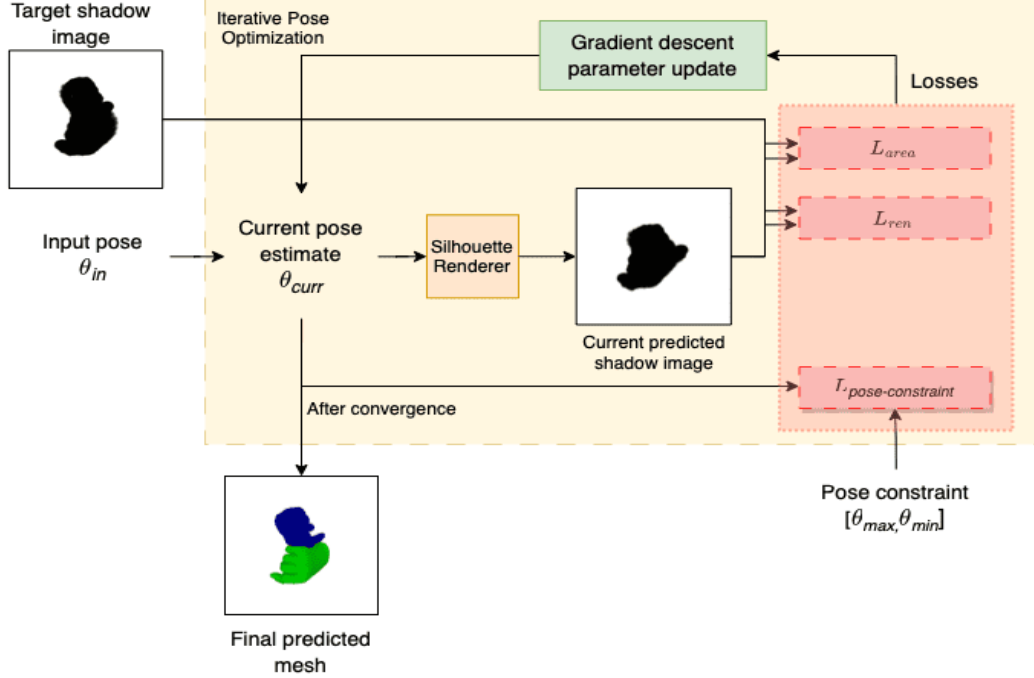 Target shadow
image
Iterative Pose
Optimization
Gradient descent
parameter update
Losses
L_area
Input pose
θ_in
Current pose
estimate
θ_curr
Silhouette
Renderer
L_ren
Current predicted
shadow image
L_pose-constraint
After convergence
Pose constraint
[θ_max,θ_min]
Final predicted
mesh